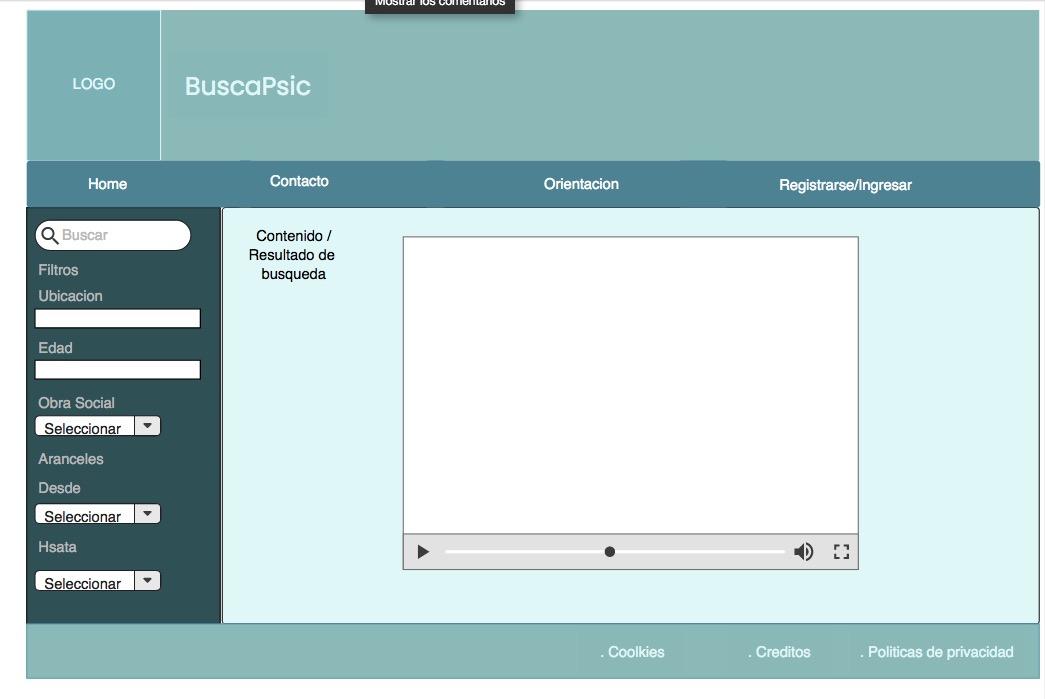 Mostrar los comentarios
LOGO
BuscaPsic
Home
Contacto
Orientacion
Registrarse/Ingresar
Buscar
Filtros
Ubicacion
Edad
Obra Social
Seleccionar
Aranceles
Desde
Seleccionar
Hsata
Seleccionar
Contenido /
Resultado de
busqueda
. Coolkies
. Creditos
. Politicas de privacidad